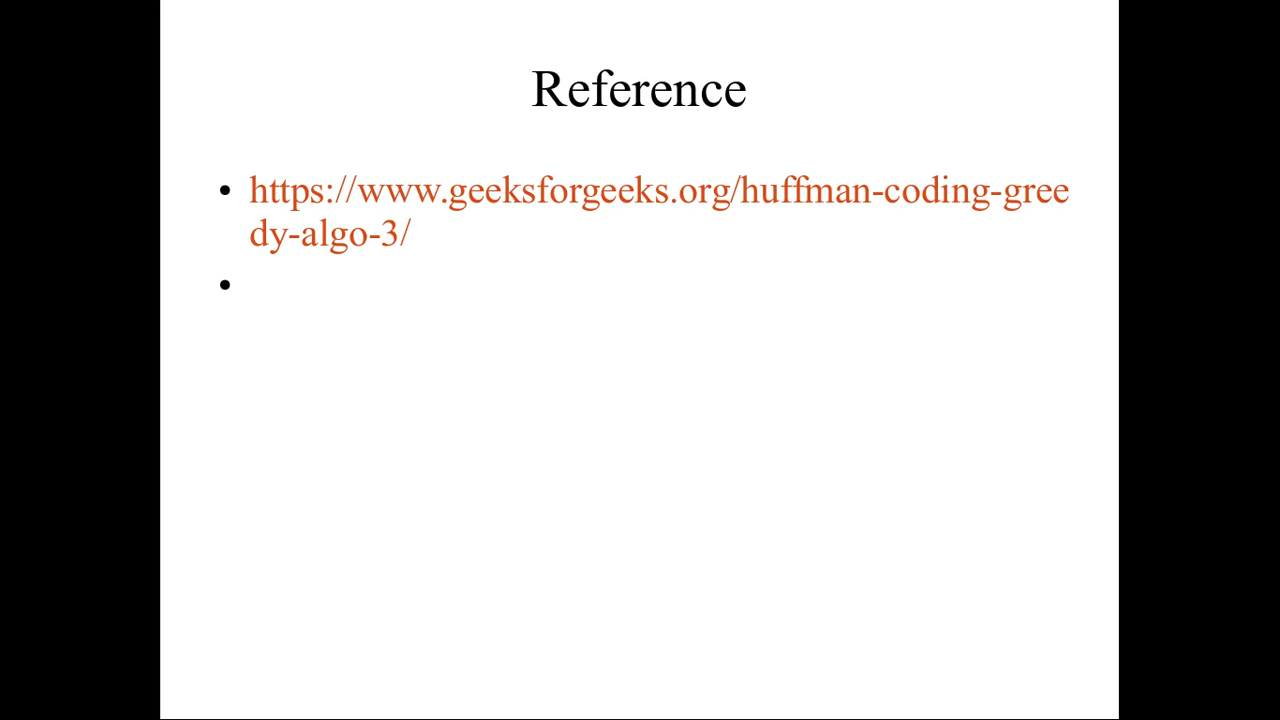 Reference
• https://www.geeksforgeeks.org/huffman-coding-gree
dy-algo-3/
•